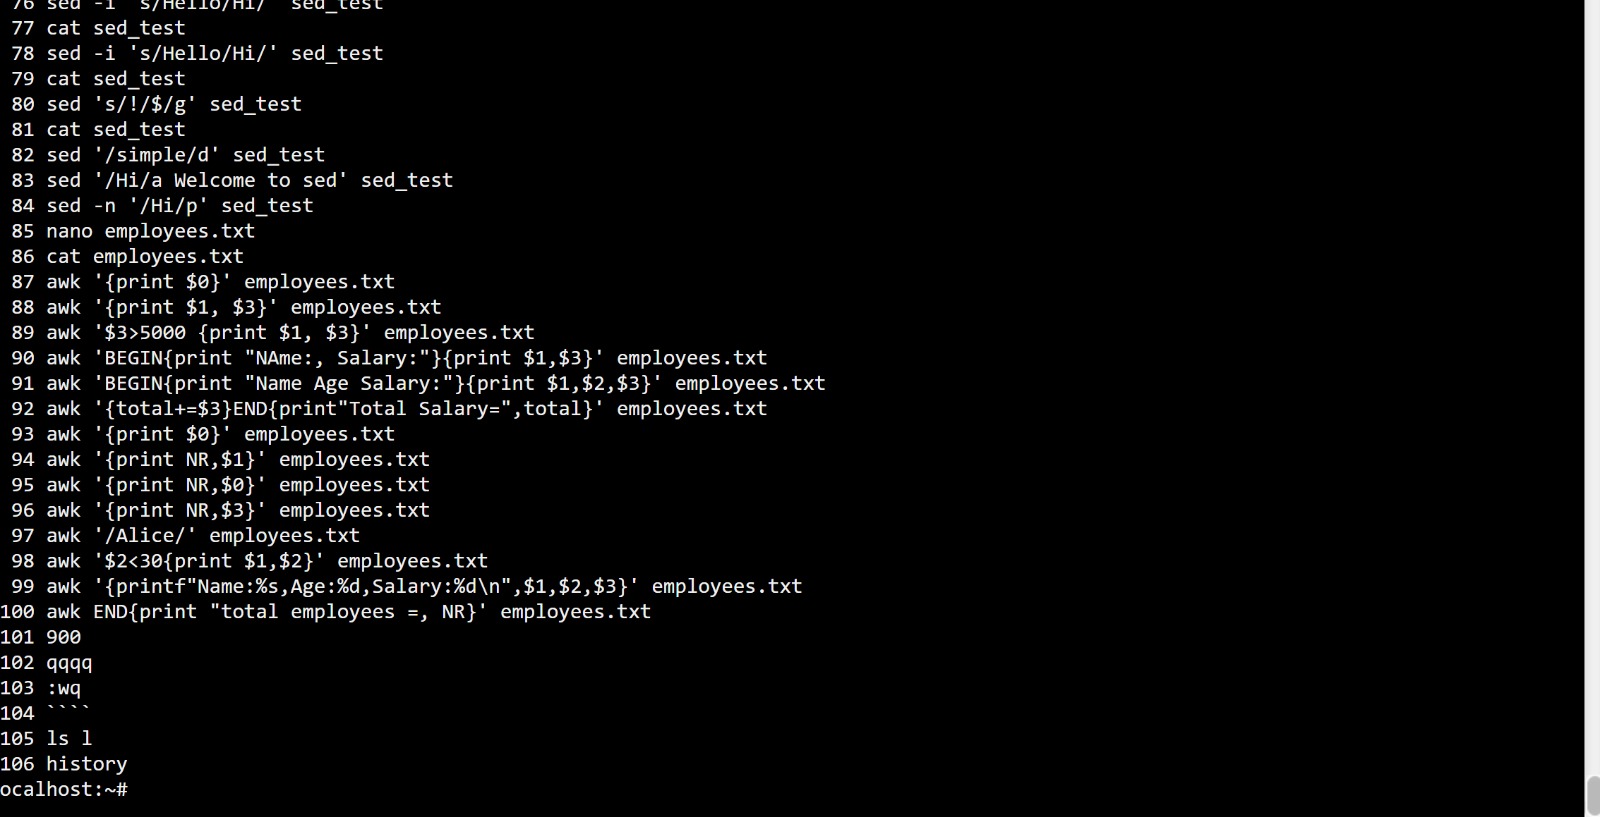 76 sed -i 's/Hello/Hi/' sed_test
77 cat sed_test
78 sed -i 's/Hello/Hi/' sed_test
79 cat sed_test
80 sed 's/!/$/g' sed_test
81 cat sed_test
82 sed '/simple/d' sed_test
83 sed '/Hi/a Welcome to sed' sed_test
84 sed -n '/Hi/p' sed_test
85 nano employees.txt
86 cat employees.txt
87 awk '{print $0}' employees.txt
88 awk '{print $1, $3}' employees.txt
89 awk '$3>5000 {print $1, $3}' employees.txt
90 awk 'BEGIN{print "NAme:, Salary:"}{print $1,$3}' employees.txt
91 awk 'BEGIN{print "Name Age Salary:"}{print $1,$2,$3}' employees.txt
92 awk '{total+=$3}END{print"Total Salary=",total}' employees.txt
93 awk '{print $0}' employees.txt
94 awk '{print NR,$1}' employees.txt
95 awk '{print NR,$0}' employees.txt
96 awk '{print NR,$3}' employees.txt
97 awk '/Alice/' employees.txt
98 awk '$2<30{print $1,$2}' employees.txt
99 awk '{printf"Name:%s,Age:%d,Salary:%d\n",$1,$2,$3}' employees.txt
100 awk END{print "total employees =, NR}' employees.txt
101 900
102 qqqq
103 :wq
104 ````
105 ls l
106 history
ocalhost:~#